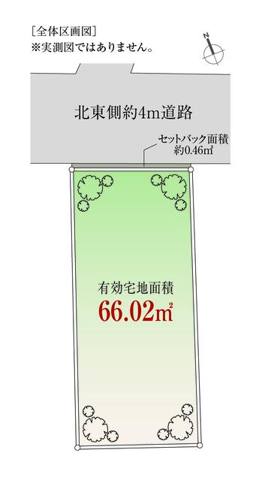 [全体区画図]
※実測図ではありません。
N
北東側約4m道路
セットバック面積
約0.46㎡
有効宅地面積
66.02㎡